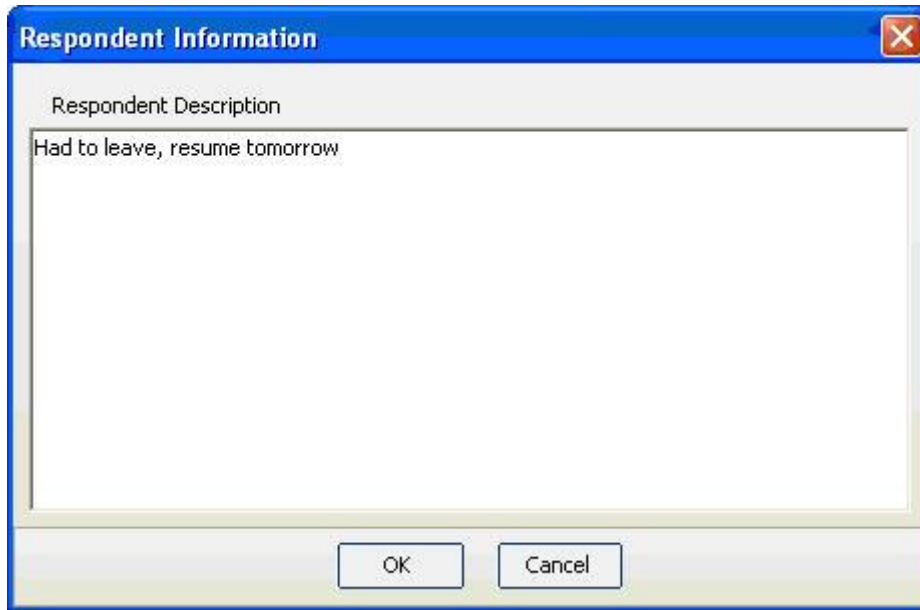 Respondent Information
Respondent Description
Had to leave, resume tomorrow
OK
Cancel